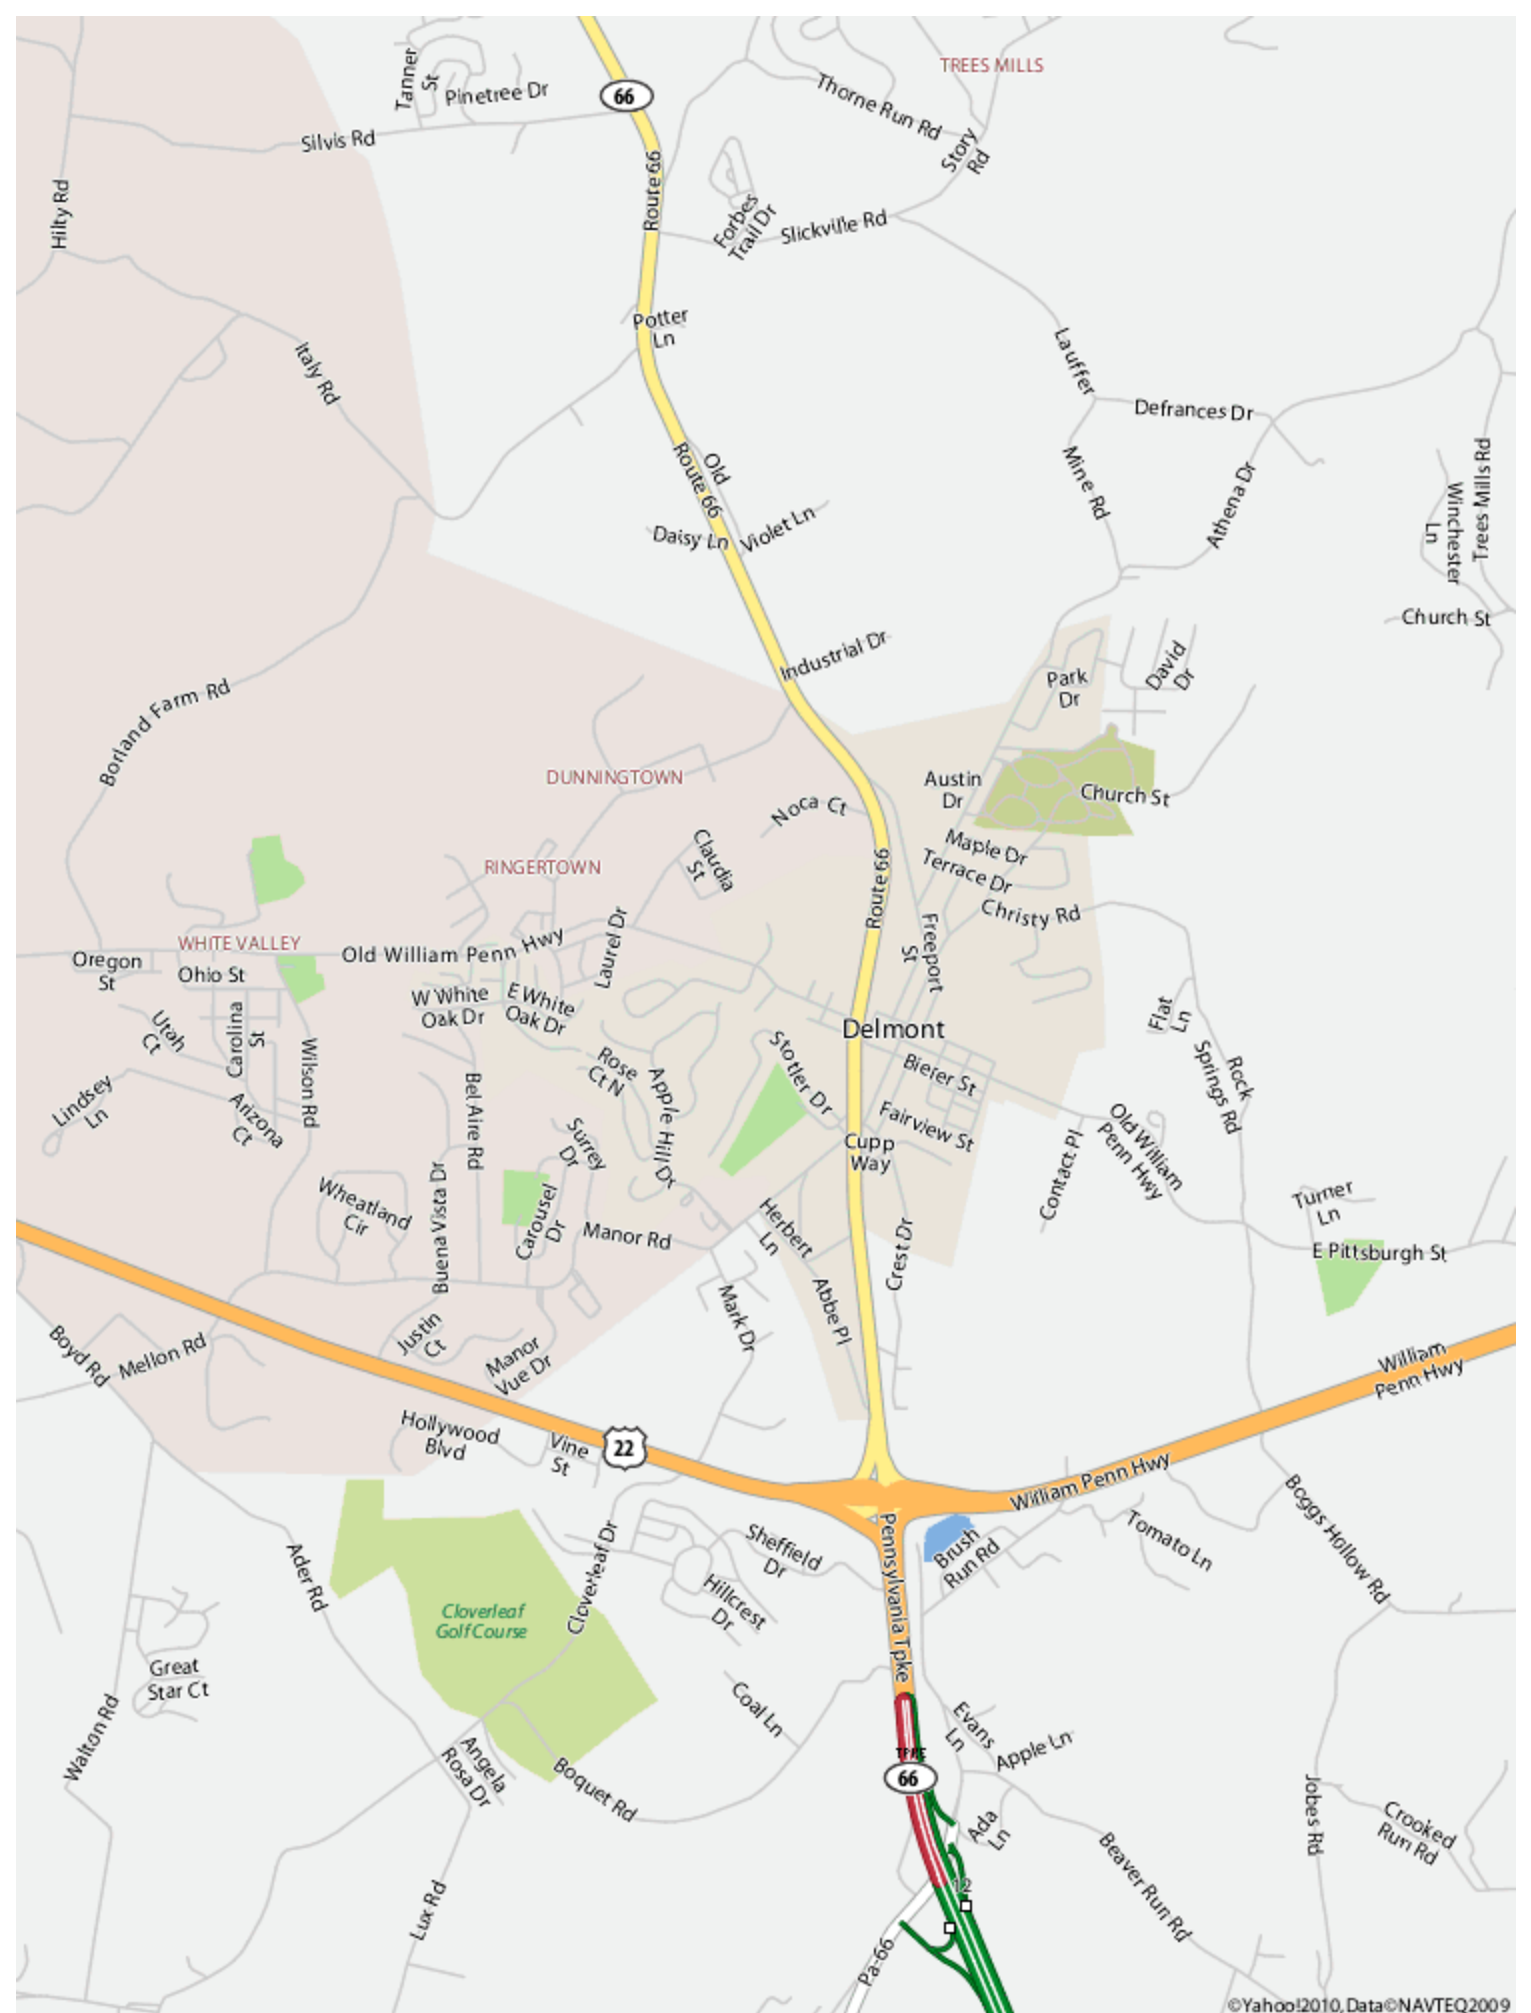 TREES MILLS
Tanner
St
Pinetree Dr
66
Thorne Run Rd
Silvis Rd
Story
Rd
Hilty Rd
Route 66
Forbes
Trail Dr
Slickville Rd
Potter
Ln
Italy Rd
Lauffer
Defrances Dr
Mine Rd
Athena Dr
Old
Route 66
Winchester
Ln
Trees Mills Rd
Daisy Ln
Violet Ln
Church St
Industrial Dr
Park
Dr
David
Dr
Borland Farm Rd
DUNNINGTOWN
Austin
Dr
Church St
Noca Ct
Claudia
St
RINGERTOWN
Maple Dr
Terrace Dr
Route 66
Christy Rd
Freeport
St
Laurel Dr
WHITE VALLEY
Old William Penn Hwy
Oregon
St
Ohio St
W White
Oak Dr
E White
Oak Dr
Utah
Ct
Carolina
St
Wilson Rd
Flat
Ln
Delmont
Stotler Dr
Bierer St
Rose
Ct N
Apple Hill Dr
Rock
Springs Rd
Lindsey
Ln
Arizona
Ct
Bel Aire Rd
Surrey
Dr
Fairview St
Cupp
Way
Old William
Penn Hwy
Contact Pl
Wheatland
Cir
Buena Vista Dr
Carousel
Dr
Manor Rd
Herbert
Ln
Crest Dr
Turner
Ln
E Pittsburgh St
Abbe Pl
Mark Dr
Justin
Ct
Manor
Vue Dr
Boyd Rd
Mellon Rd
William
Penn Hwy
Hollywood
Blvd
Vine
St
22
William Penn Hwy
Boggs Hollow Rd
Pennsylvania Tpke
Brush
Run Rd
Tomato Ln
Sheffield
Dr
Cloverleaf Dr
Ader Rd
Hillcrest
Dr
Cloverleaf
Golf Course
Great
Star Ct
Walton Rd
Coal Ln
Evans
Ln
Apple Ln
Angela
Rosa Dr
Boquet Rd
TPKE
66
Ada
Ln
Jobes Rd
Crooked
Run Rd
Beaver Run Rd
12
Lux Rd
Pa-66
©Yahoo!2010, Data©NAVTEQ2009